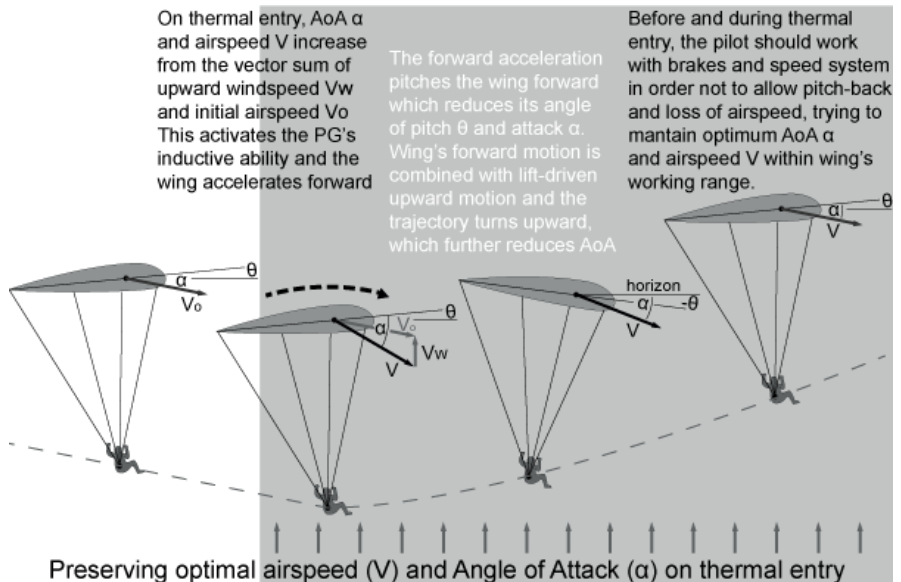 On thermal entry, AoA α
and airspeed V increase
from the vector sum of
upward windspeed Vw
and initial airspeed Vo
This activates the PG's
inductive ability and the
wing accelerates forward
The forward acceleration
pitches the wing forward
which reduces its angle
of pitch θ and attack α.
Wing's forward motion is
combined with lift-driven
upward motion and the
trajectory turns upward,
which further reduces AoA
Before and during thermal
entry, the pilot should work
with brakes and speed system
in order not to allow pitch-back
and loss of airspeed, trying to
mantain optimum AoA α
and airspeed V within wing's
working range.
θ
α
Vo
θ
α
Vo
Vw
V
horizon
α
-θ
V
θ
α
V
Preserving optimal airspeed (V) and Angle of Attack (α) on thermal entry